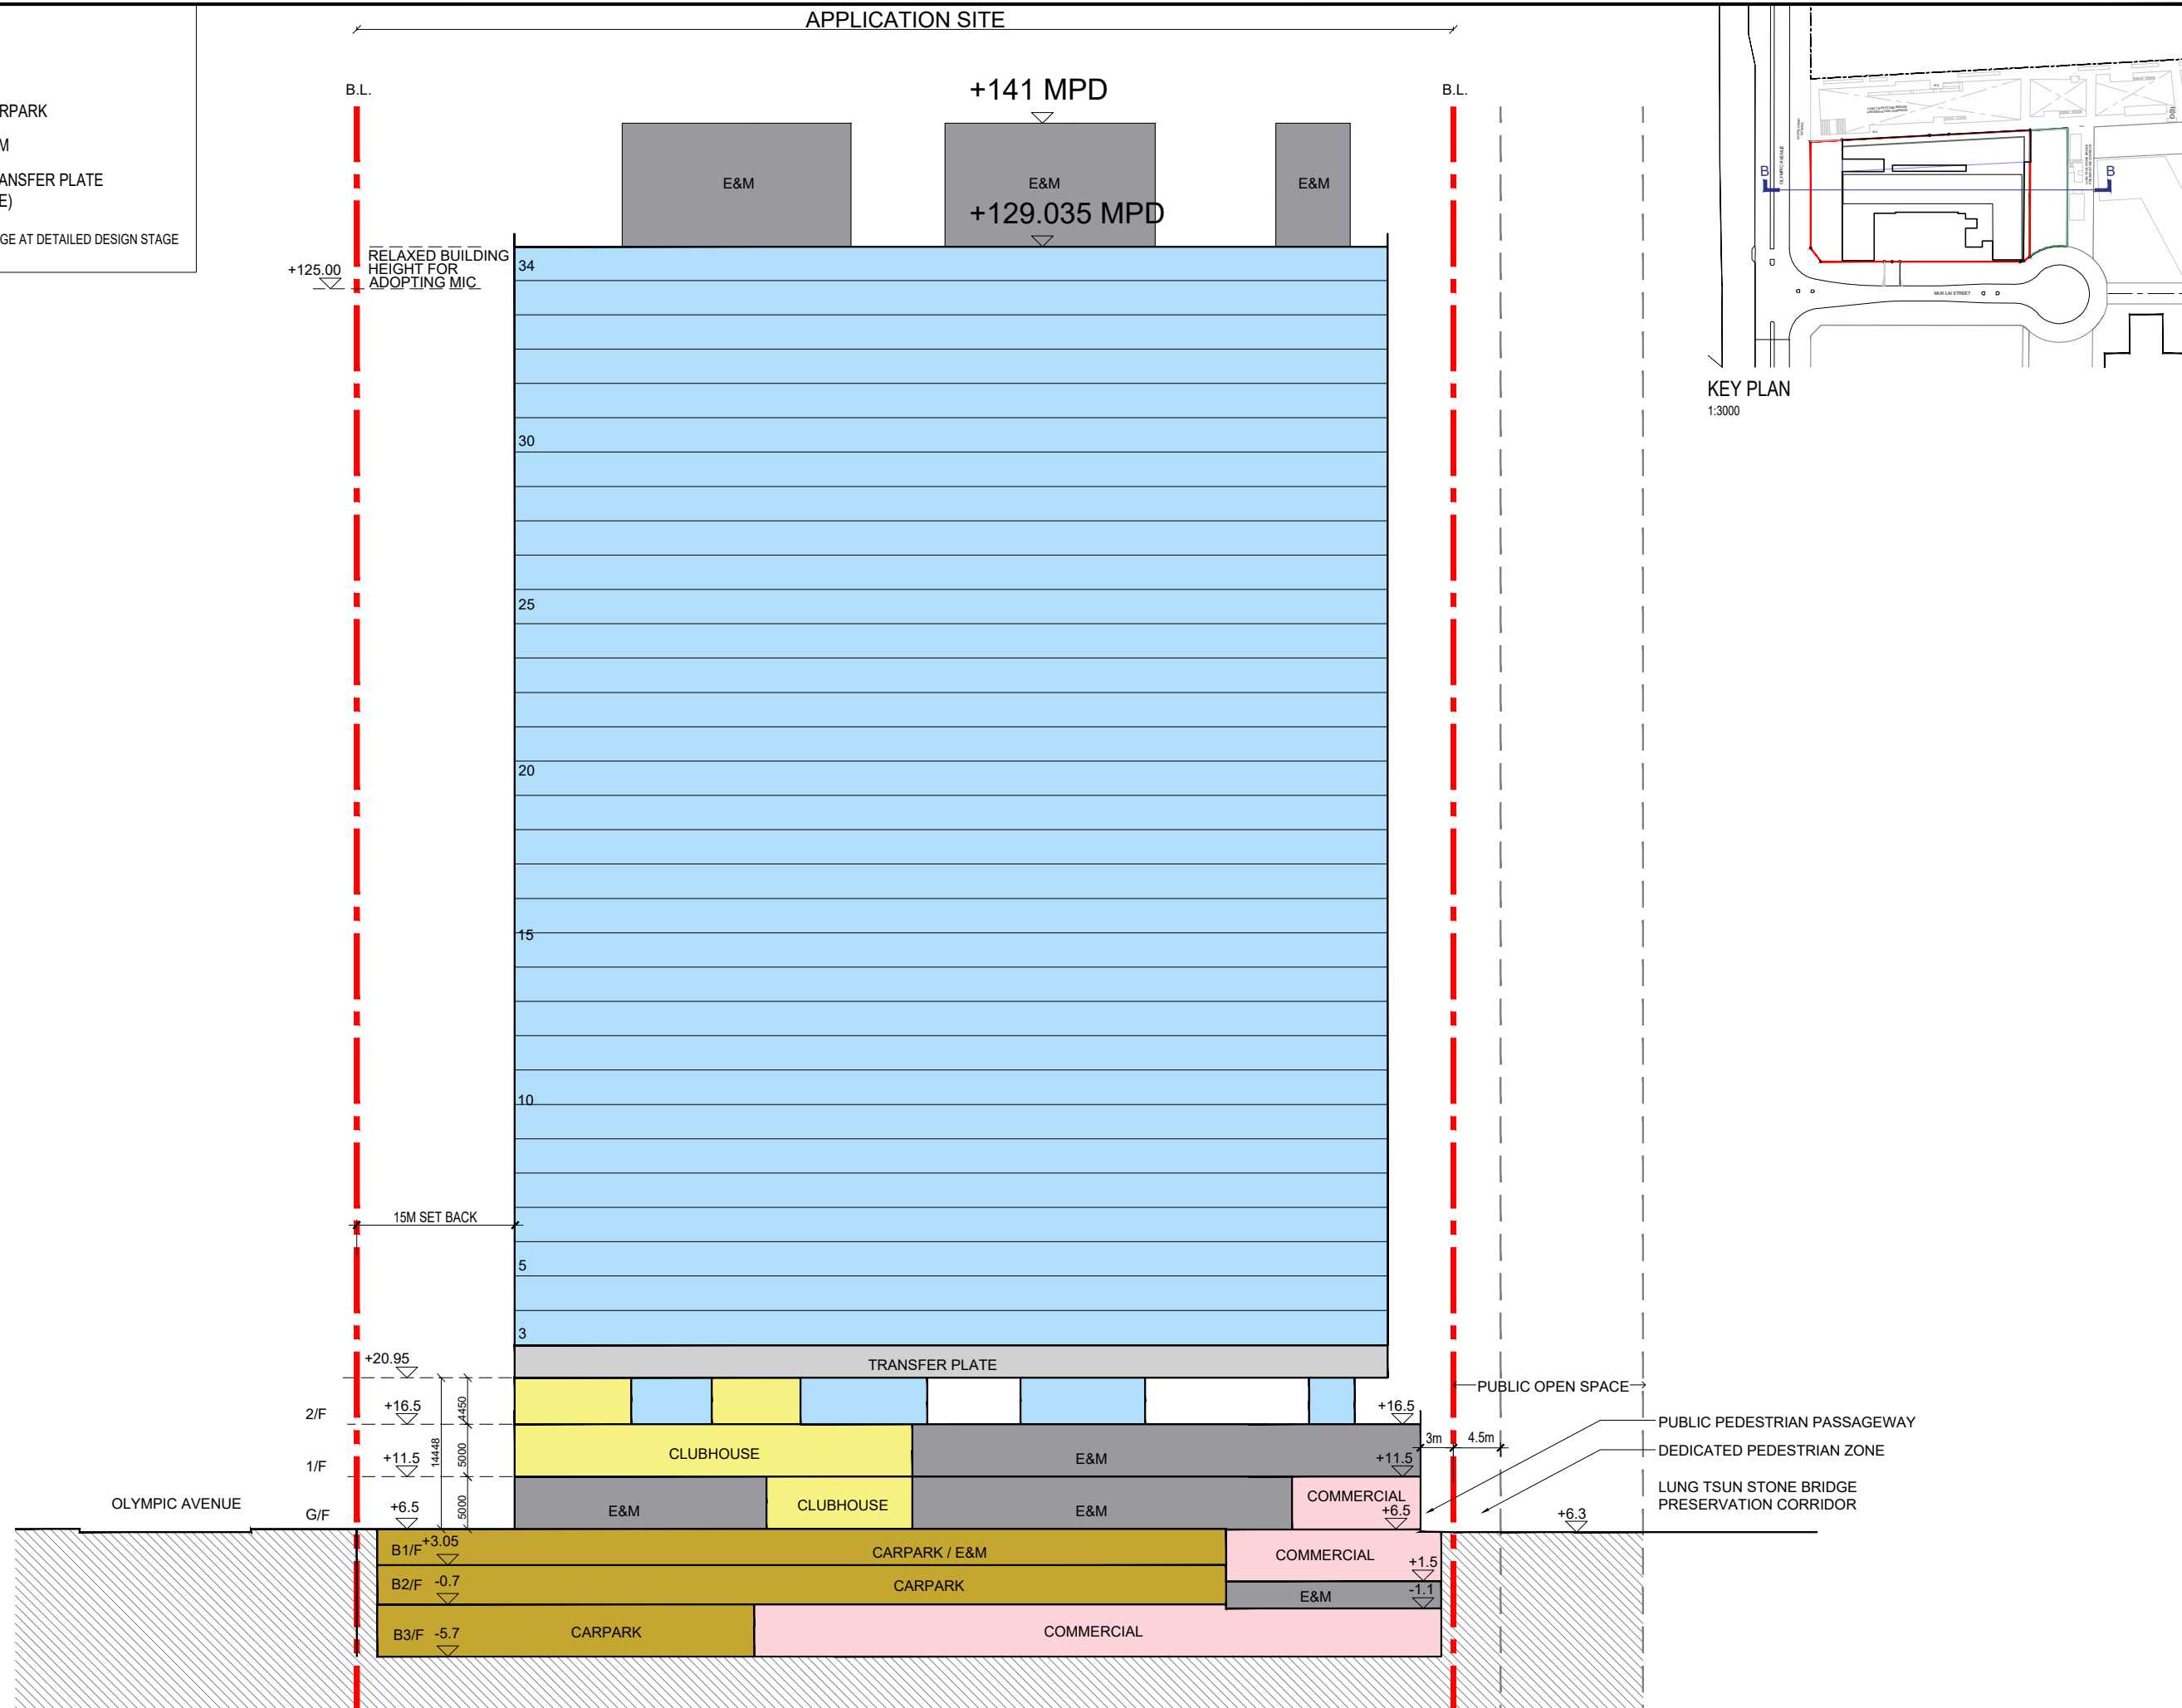 APPLICATION SITE
RPARK
M
ANSFER PLATE
E)
GE AT DETAILED DESIGN STAGE
B.L.
+141 MPD
B.L.
E&M
E&M
E&M
+129.035 MPD
RELAXED BUILDING
HEIGHT FOR
ADOPTING MIC
+125.00
34
30
25
20
15
10
5
3
15M SET BACK
TRANSFER PLATE
+20.95
2/F
+16.5
4450
14448
+16.5
PUBLIC OPEN SPACE
PUBLIC PEDESTRIAN PASSAGEWAY
3m
4.5m
DEDICATED PEDESTRIAN ZONE
1/F
+11.5
5000
CLUBHOUSE
E&M
+11.5
LUNG TSUN STONE BRIDGE
PRESERVATION CORRIDOR
OLYMPIC AVENUE
G/F
+6.5
5000
E&M
CLUBHOUSE
E&M
COMMERCIAL
+6.5
+6.3
B1/F
+3.05
CARPARK / E&M
COMMERCIAL
+1.5
B2/F
-0.7
CARPARK
E&M
-1.1
B3/F
-5.7
CARPARK
COMMERCIAL
B
B
OLYMPIC AVENUE
MUK LAI STREET
KEY PLAN
1:3000